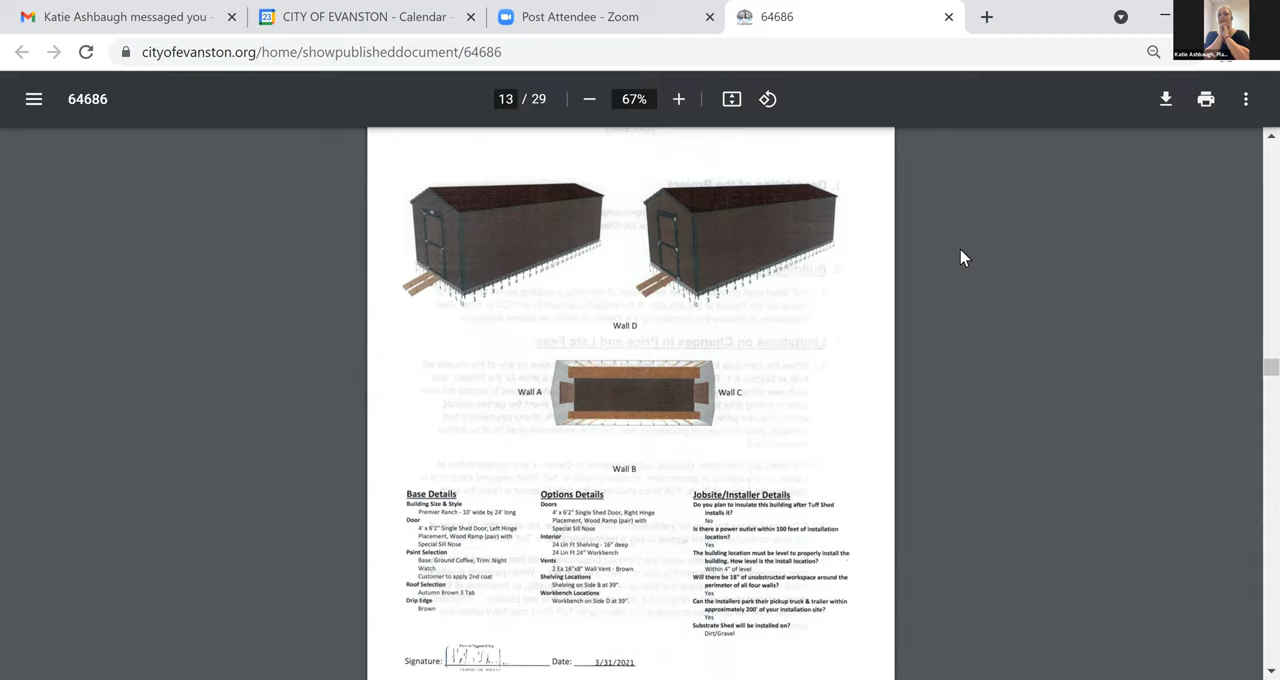 Katie Ashbaugh messaged you -
CITY OF EVANSTON - Calendar -
Post Attendee - Zoom
64686
cityofevanston.org/home/showpublisheddocument/64686
Katie Ashbaugh, Pla...
64686
13 / 29
67%
Wall D
Wall A
Wall C
Wall B
Base Details
Building Size & Style
Premier Ranch - 10' wide by 24' long
Door
4' x 6'2" Single Shed Door, Left Hinge
Placement, Wood Ramp (pair) with
Special Sill Nose
Paint Selection
Base: Ground Coffee, Trim: Night
Watch
Customer to apply 2nd coat
Roof Selection
Autumn Brown 3 Tab
Drip Edge
Brown
Options Details
Doors
4' x 6'2" Single Shed Door, Right Hinge
Placement, Wood Ramp (pair) with
Special Sill Nose
Interior
24 Lin Ft Shelving - 16" deep
24 Lin Ft 24" Workbench
Vents
2 Ea 16"x8" Wall Vent - Brown
Shelving Locations
Shelving on Side B at 39".
Workbench Locations
Workbench on Side D at 39".
Jobsite/Installer Details
Do you plan to insulate this building after Tuff Shed
installs it?
No
Is there a power outlet within 100 feet of installation
location?
Yes
The building location must be level to properly install the
building. How level is the install location?
Within 4" of level
Will there be 18" of unobstructed workspace around the
perimeter of all four walls?
Yes
Can the installers park their pickup truck & trailer within
approximately 200' of your installation site?
Yes
Substrate Shed will be installed on?
Dirt/Gravel
Signature:
Date: 3/31/2021